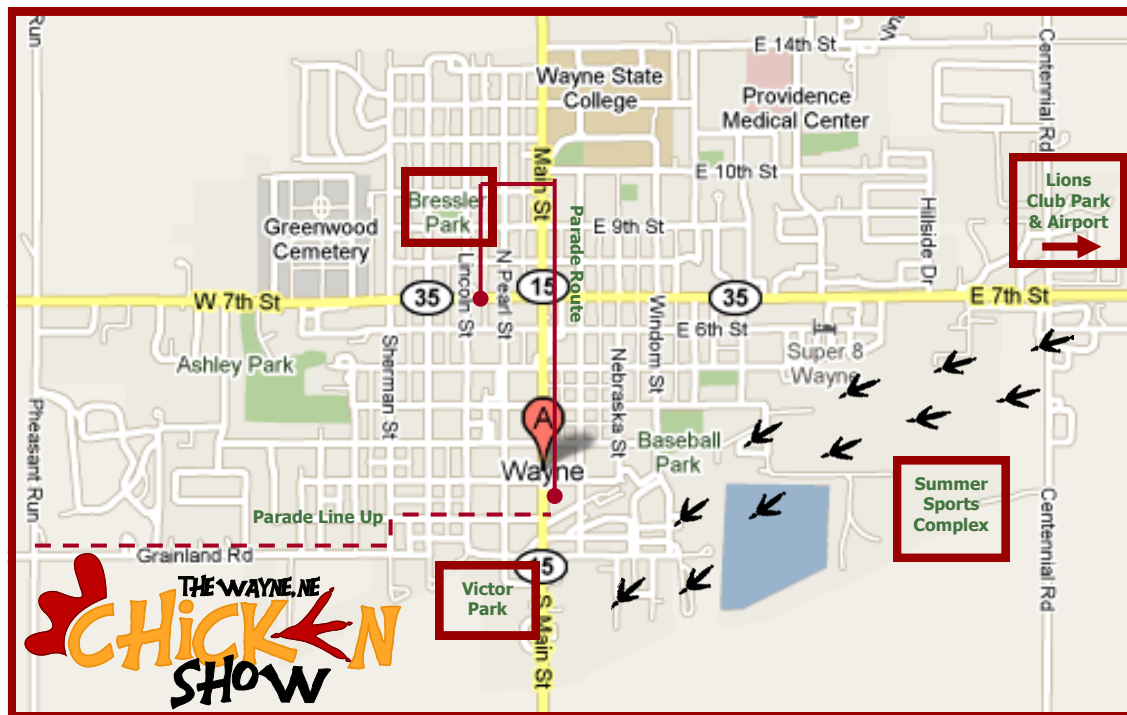 Run
E 14th St
Centennial Rd
Wayne State
College
Providence
Medical Center
Main St
E 10th St
Lions
Club Park
& Airport
Bressler
Park
Parade Route
Greenwood
Cemetery
E 9th St
Hillside Dr
Lincoln St
N Pearl St
W 7th St
35
15
35
E 7th St
Windom St
E 6th St
Ashley Park
Sherman St
Super 8
Wayne
Nebraska St
Pheasant Run
A
Baseball
Park
Wayne
Summer
Sports
Complex
Parade Line Up
Centennial Rd
Grainland Rd
15
Victor
Park
S Main St
THE WAYNE, NE
CHiCKEN
SHOW